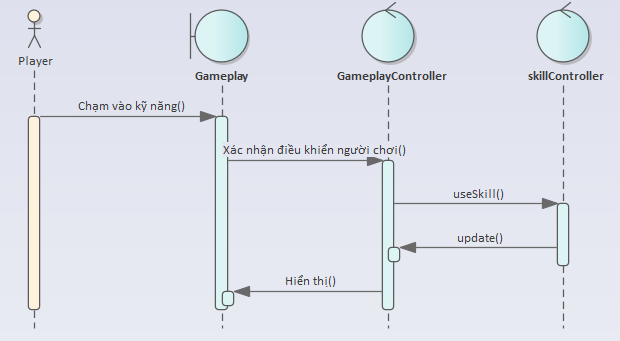 Player
Gameplay
GameplayController
skillController
Chạm vào kỹ năng()
Xác nhận điều khiển người chơi()
useSkill()
update()
Hiển thị()